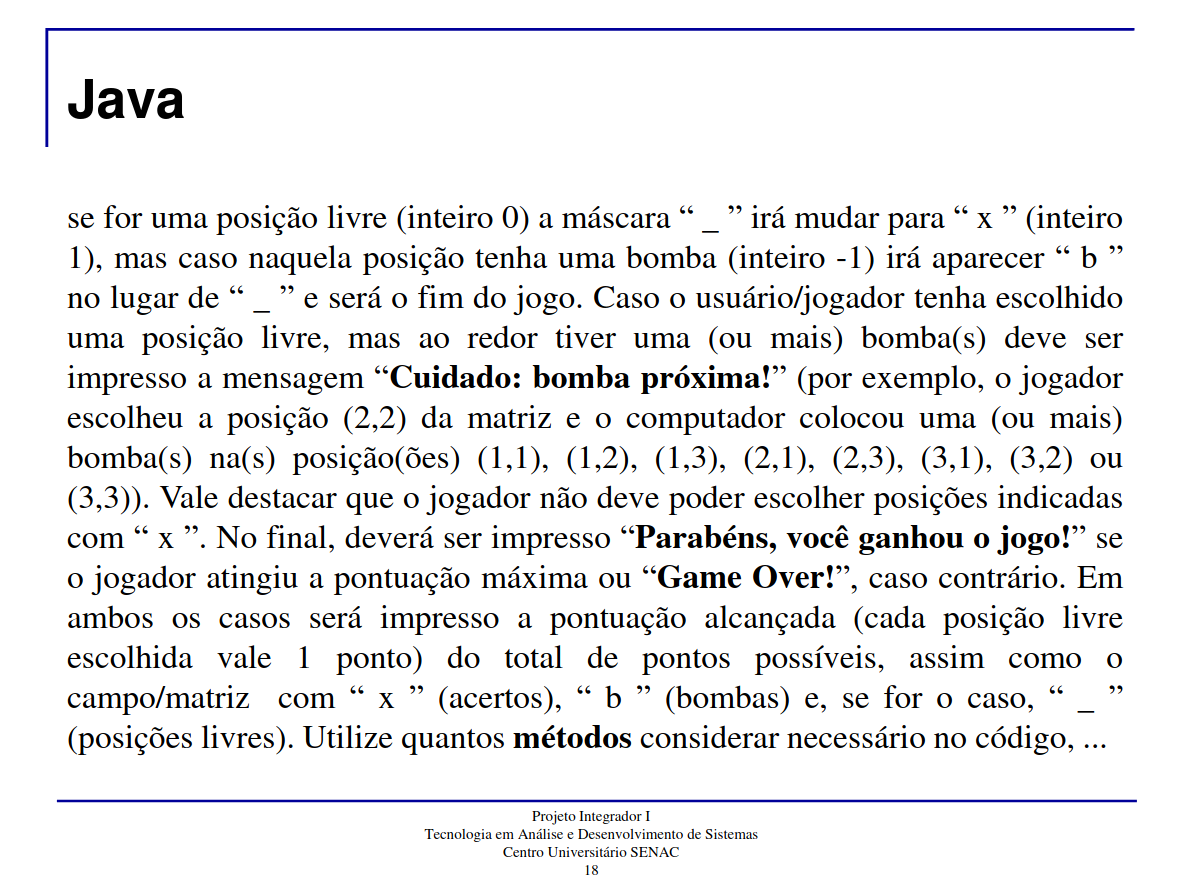 Java
se for uma posição livre (inteiro 0) a máscara “ _ ” irá mudar para “ x ” (inteiro
1), mas caso naquela posição tenha uma bomba (inteiro -1) irá aparecer “ b ”
no lugar de “ _ ” e será o fim do jogo. Caso o usuário/jogador tenha escolhido
uma posição livre, mas ao redor tiver uma (ou mais) bomba(s) deve ser
impresso a mensagem “Cuidado: bomba próxima!” (por exemplo, o jogador
escolheu a posição (2,2) da matriz e o computador colocou uma (ou mais)
bomba(s) na(s) posição(ões) (1,1), (1,2), (1,3), (2,1), (2,3), (3,1), (3,2) ou
(3,3)). Vale destacar que o jogador não deve poder escolher posições indicadas
com “ x ”. No final, deverá ser impresso “Parabéns, você ganhou o jogo!” se
o jogador atingiu a pontuação máxima ou “Game Over!”, caso contrário. Em
ambos os casos será impresso a pontuação alcançada (cada posição livre
escolhida vale 1 ponto) do total de pontos possíveis, assim como o
campo/matriz com “ x ” (acertos), “ b ” (bombas) e, se for o caso, “ _ ”
(posições livres). Utilize quantos métodos considerar necessário no código, ...
Projeto Integrador I
Tecnologia em Análise e Desenvolvimento de Sistemas
Centro Universitário SENAC
18